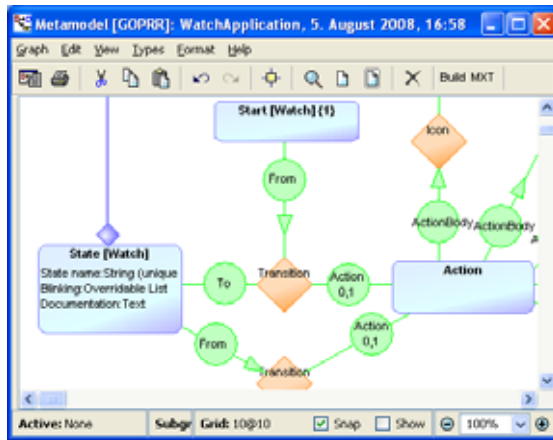 Metamodel [GOPRR]: WatchApplication, 5. August 2008, 16:58
Graph Edit View Types Format Help
Build MXT
Start [Watch] {1}
Icon
From
ActionBody
ActionBody
State [Watch]
State name:String (unique
Blinking:Overridable List
Documentation:Text
To
Transition
Action
0,1
Action
From
Action
0,1
Transition
Active: None
Subgr
Grid: 10@10
Snap
Show
100%